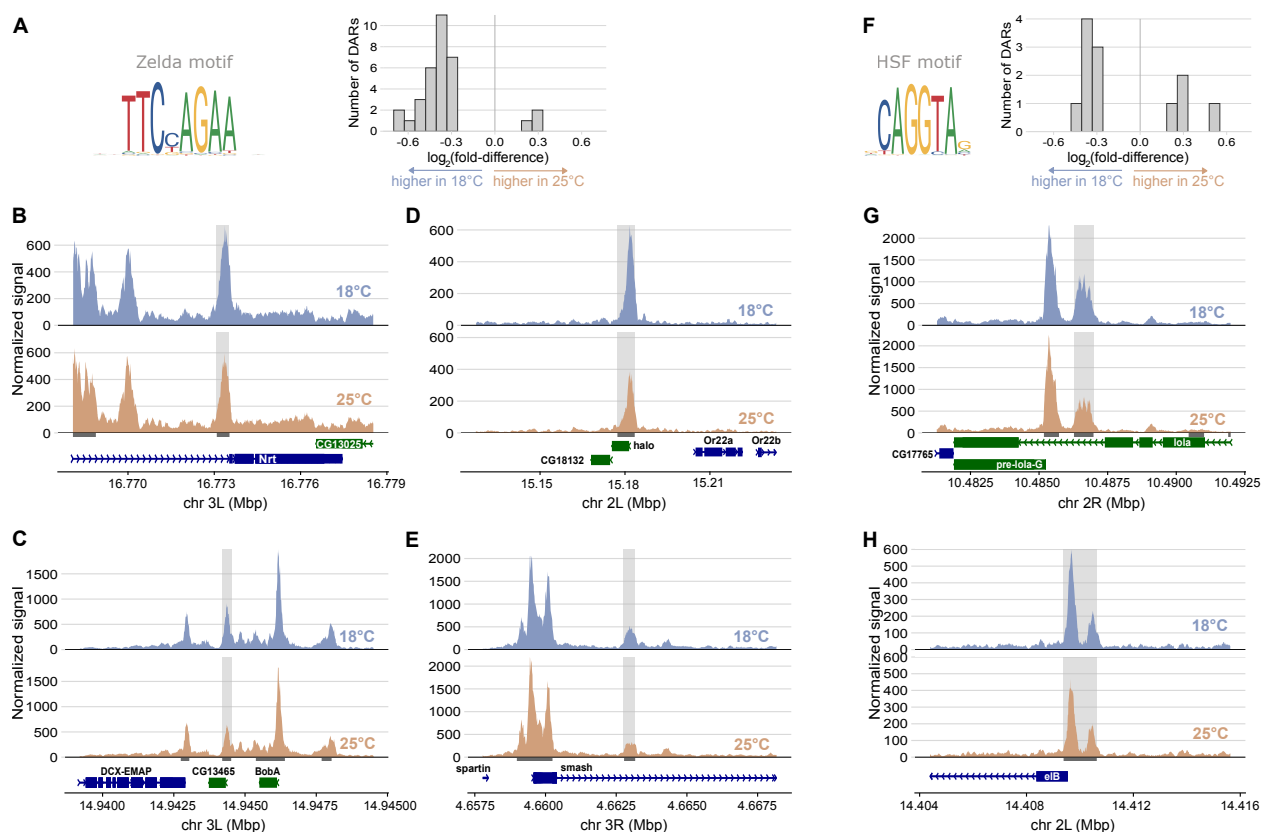 A
Zelda motif
TTCCAGAA
Number of DARs
10
8
6
4
2
0
-0.6 -0.3 0.0 0.3 0.6
log2(fold-difference)
higher in 18°C higher in 25°C
F
HSF motif
CAGGTAG
Number of DARs
4
3
2
1
0
-0.6 -0.3 0.0 0.3 0.6
log2(fold-difference)
higher in 18°C higher in 25°C
B
Normalized signal
600
400
200
0
18°C
600
400
200
0
25°C
CG13025
Nrt
16.770 16.773 16.776 16.779
chr 3L (Mbp)
D
600
400
200
0
18°C
600
400
200
0
25°C
halo
Or22a Or22b
CG18132
15.15 15.18 15.21
chr 2L (Mbp)
G
Normalized signal
2000
1500
1000
500
0
18°C
2000
1500
1000
500
0
25°C
lola
CG17765
pre-lola-G
10.4825 10.4850 10.4875 10.4900 10.4925
chr 2R (Mbp)
C
Normalized signal
1500
1000
500
0
18°C
1500
1000
500
0
25°C
DCX-EMAP CG13465 BobA
14.9400 14.9425 14.9450 14.9475 14.94500
chr 3L (Mbp)
E
2000
1500
1000
500
0
18°C
2000
1500
1000
500
0
25°C
spartin smash
4.6575 4.6600 4.6625 4.6650 4.6675
chr 3R (Mbp)
H
Normalized signal
600
500
400
300
200
100
0
18°C
600
500
400
300
200
100
0
25°C
elB
14.404 14.408 14.412 14.416
chr 2L (Mbp)